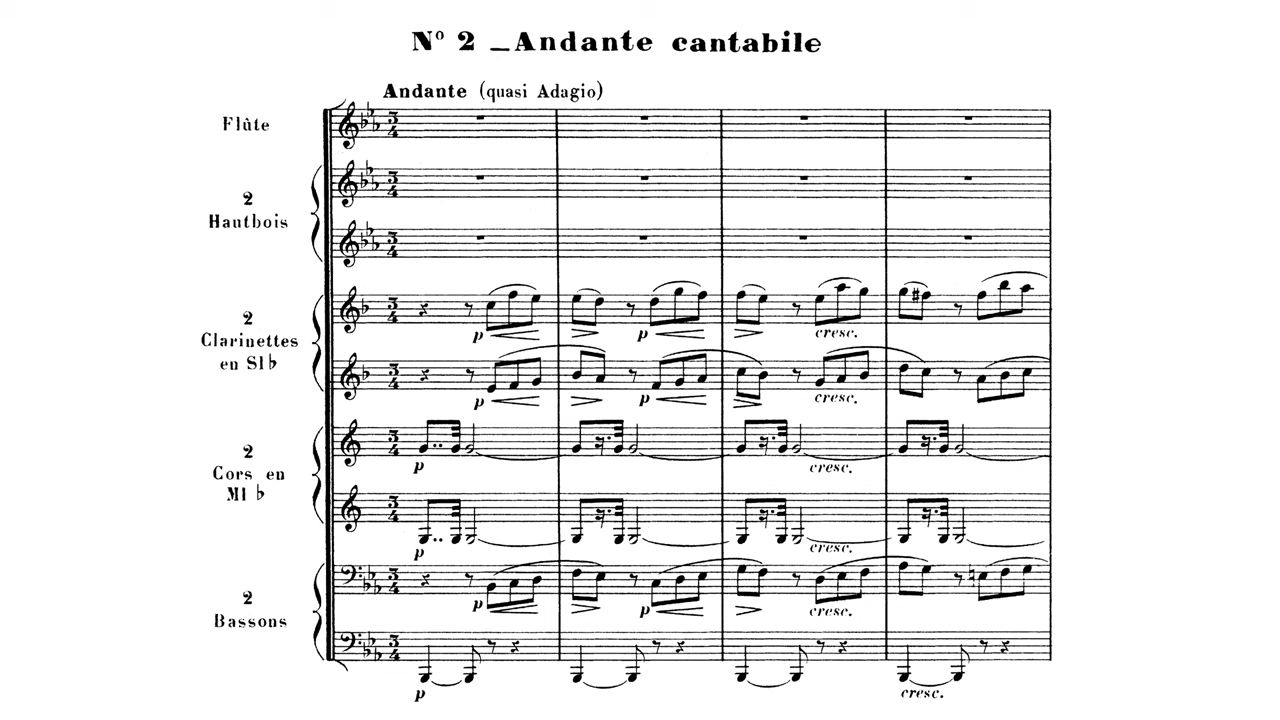 Nº 2 _ Andante cantabile
Andante (quasi Adagio)
Flûte
2
Hautbois
2
Clarinettes
en SI♭
p
p
cresc.
p
p
cresc.
2
Cors en
MI ♭
p
cresc.
p
cresc.
2
Bassons
p
p
cresc.
p
cresc.